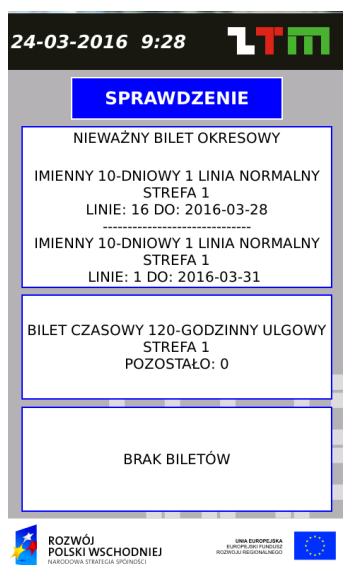 24-03-2016 9:28
ZTM
SPRAWDZENIE
NIEWAŻNY BILET OKRESOWY
IMIENNY 10-DNIOWY 1 LINIA NORMALNY
STREFA 1
LINIE: 16 DO: 2016-03-28
------------------------------
IMIENNY 10-DNIOWY 1 LINIA NORMALNY
STREFA 1
LINIE: 1 DO: 2016-03-31
BILET CZASOWY 120-GODZINNY ULGOWY
STREFA 1
POZOSTAŁO: 0
BRAK BILETÓW
ROZWÓJ
POLSKI WSCHODNIEJ
NARODOWA STRATEGIA SPÓJNOŚCI
UNIA EUROPEJSKA
EUROPEJSKI FUNDUSZ
ROZWOJU REGIONALNEGO